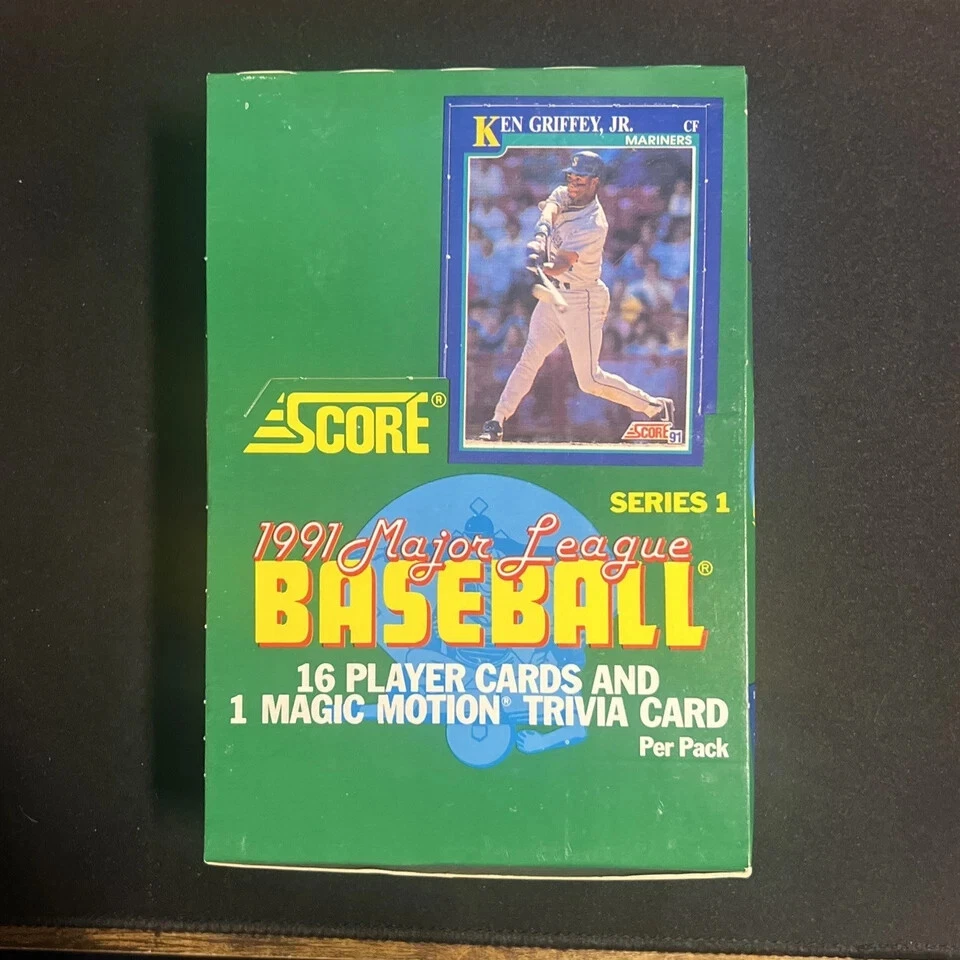 KEN GRIFFEY, JR. CF
MARINERS
SCORE 91
SCORE®
SERIES 1
1991 Major League
BASEBALL®
16 PLAYER CARDS AND
1 MAGIC MOTION® TRIVIA CARD
Per Pack